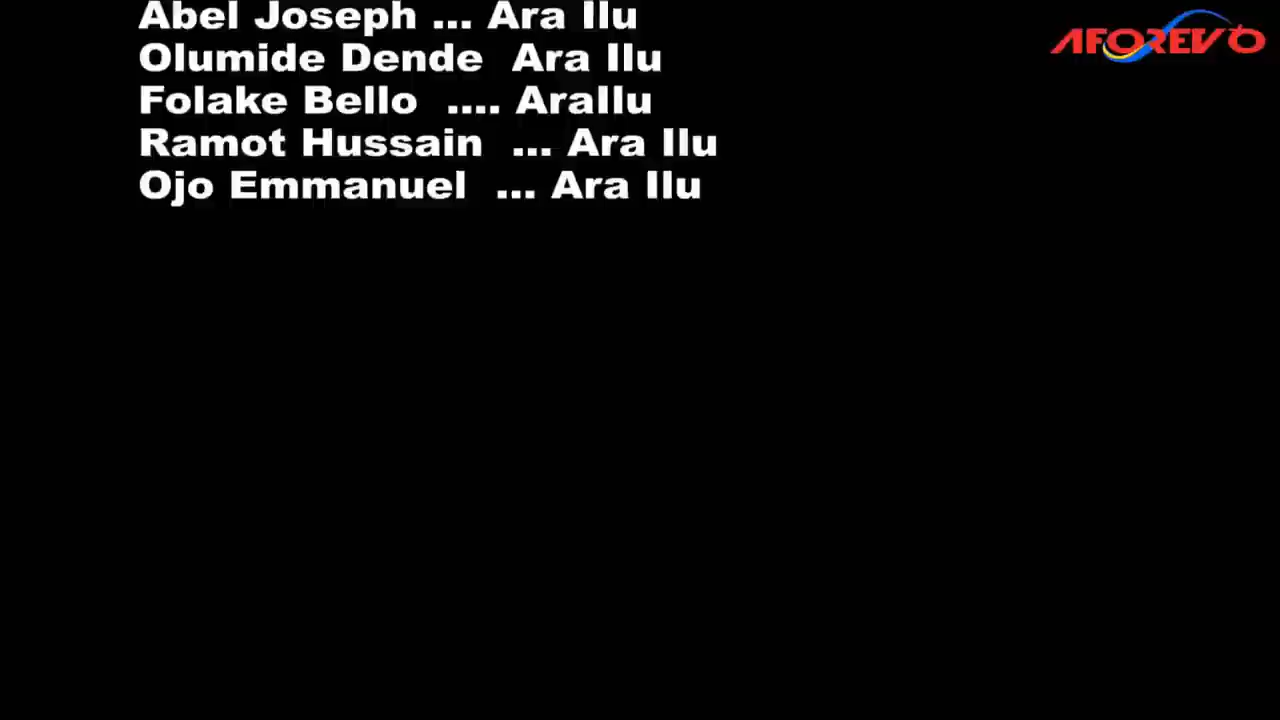 Abel Joseph ... Ara Ilu
Olumide Dende  Ara Ilu
Folake Bello  .... AraIlu
Ramot Hussain  ... Ara Ilu
Ojo Emmanuel  ... Ara Ilu
AFOREVO